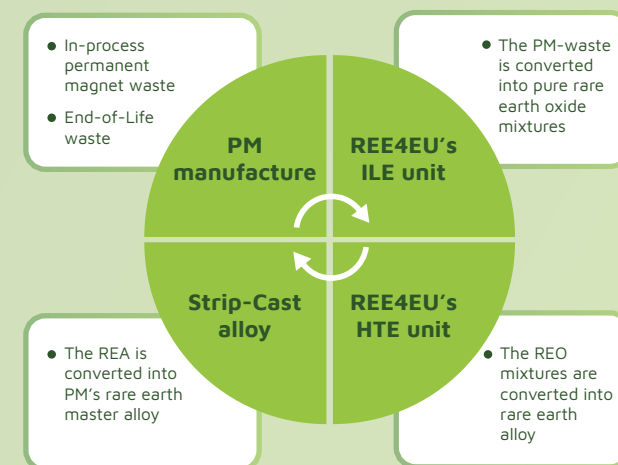 ● In-process
permanent
magnet waste
● End-of-Life
waste
● The PM-waste
is converted
into pure rare
earth oxide
mixtures
PM
manufacture
REE4EU's
ILE unit
Strip-Cast
alloy
REE4EU's
HTE unit
● The REA is
converted into
PM's rare earth
master alloy
● The REO
mixtures are
converted into
rare earth
alloy